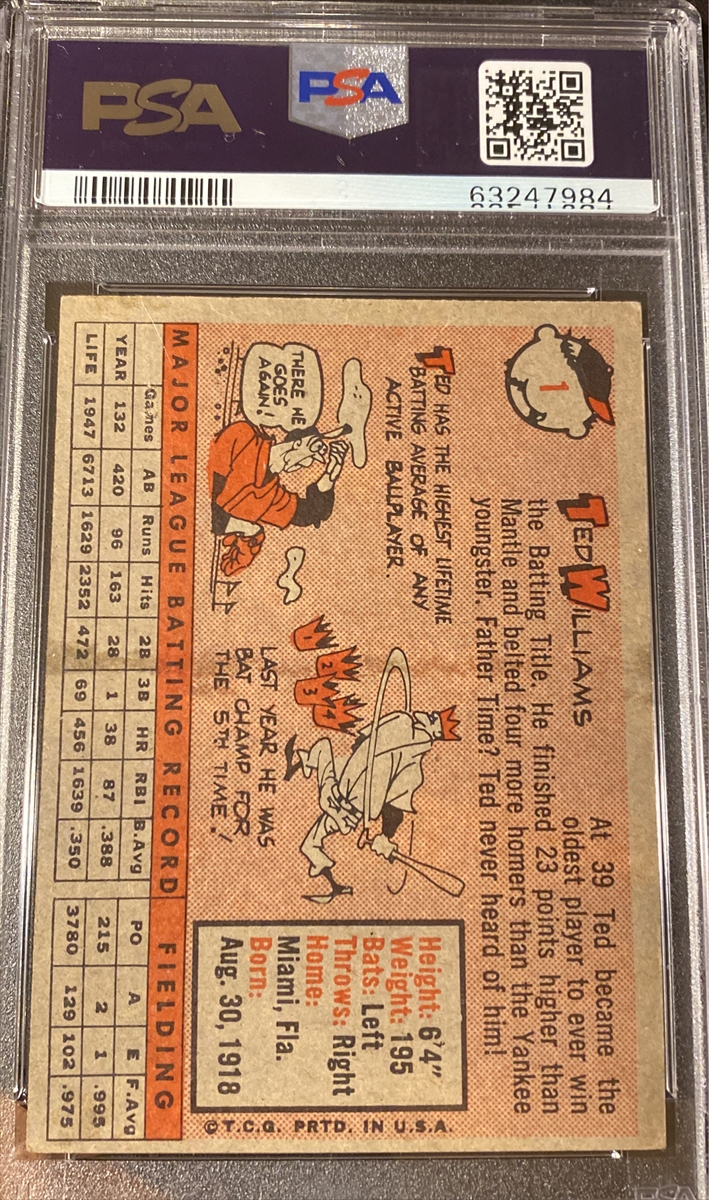 PSA
PSA
63247984
1
TED WILLIAMS
At 39 Ted became the
oldest player to ever win
the Batting Title. He finished 23 points higher than
Mantle and belted four more homers than the Yankee
youngster. Father Time? Ted never heard of him!
TED HAS THE HIGHEST LIFETIME
BATTING AVERAGE OF ANY
ACTIVE BALLPLAYER.
THERE HE
GOES
AGAIN!
1
2
3
4
LAST YEAR HE WAS
BAT CHAMP FOR
THE 5TH TIME!
Height: 6'4"
Weight: 195
Bats: Left
Throws: Right
Home:
Miami, Fla.
Born:
Aug. 30, 1918
©T.C.G. PRTD. IN U.S.A.
MAJOR LEAGUE BATTING RECORD FIELDING
Games AB Runs Hits 2B 3B HR RBI B.Avg PO A E F.Avg
YEAR 132 420 96 163 28 1 38 87 .388 215 2 1 .995
LIFE 1947 6713 1629 2352 472 69 456 1639 .350 3780 129 102 .975